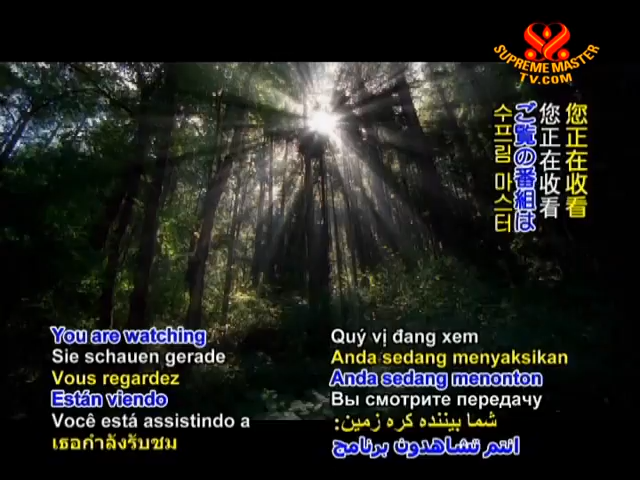 SUPREME MASTER
TV.COM
您正在收看
您正在收看
ご覧の番組は
수프림 마스터
You are watching
Sie schauen gerade
Vous regardez
Están viendo
Você está assistindo a
เธอกำลังรับชม
Quý vị đang xem
Anda sedang menyaksikan
Anda sedang menonton
Вы смотрите передачу
شما بیننده کره زمین:
انتم تشاهدون برنامج